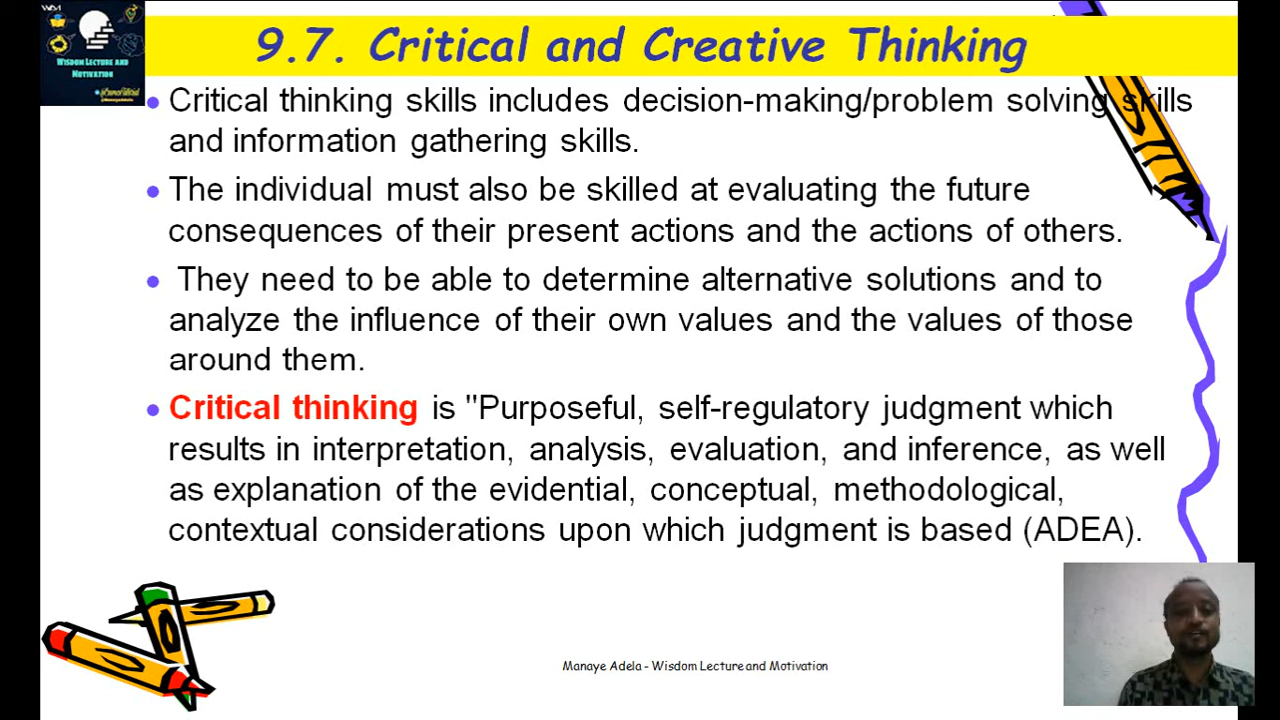 WLM
WISDOM LECTURE AND
MOTIVATION
9.7. Critical and Creative Thinking
Critical thinking skills includes decision-making/problem solving skills
and information gathering skills.
The individual must also be skilled at evaluating the future
consequences of their present actions and the actions of others.
They need to be able to determine alternative solutions and to
analyze the influence of their own values and the values of those
around them.
Critical thinking is "Purposeful, self-regulatory judgment which
results in interpretation, analysis, evaluation, and inference, as well
as explanation of the evidential, conceptual, methodological,
contextual considerations upon which judgment is based (ADEA).
Manaye Adela - Wisdom Lecture and Motivation